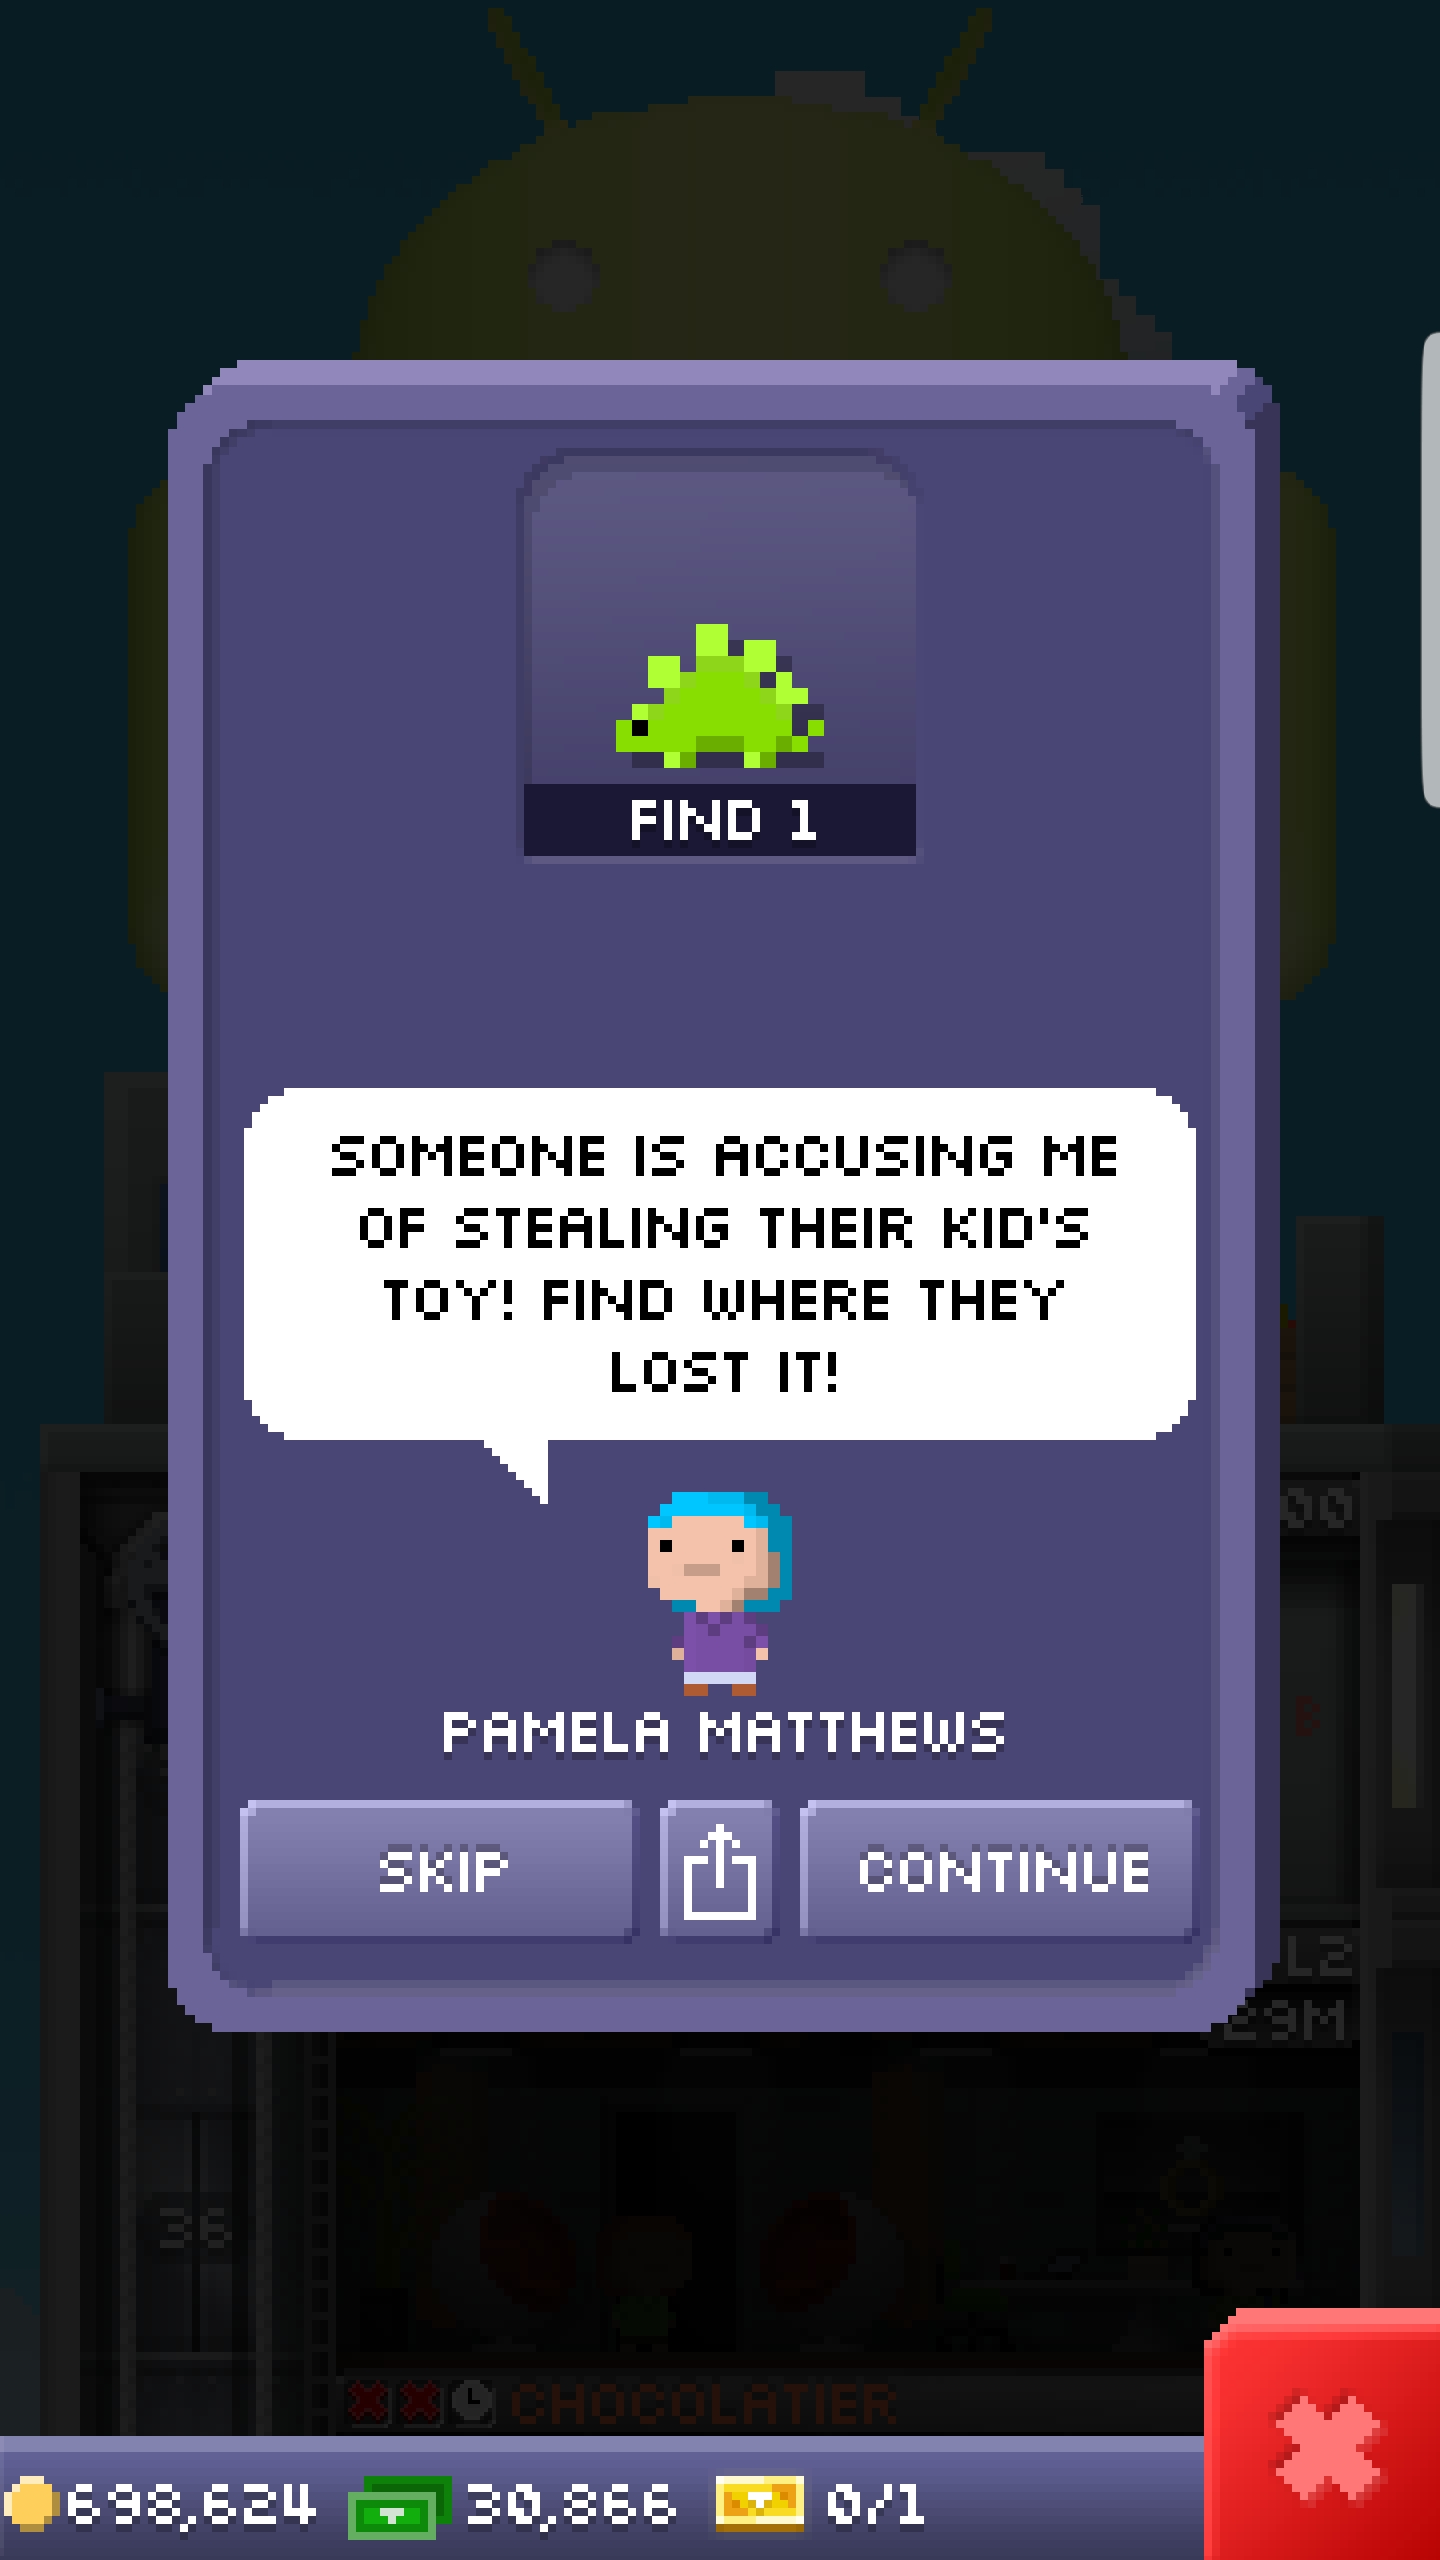 FIND 1
SOMEONE IS ACCUSING ME
OF STEALING THEIR KID'S
TOY! FIND WHERE THEY
LOST IT!
PAMELA MATTHEWS
SKIP
CONTINUE
00
B
L2
29M
36
CHOCOLATIER
698,624
30,866
0/1